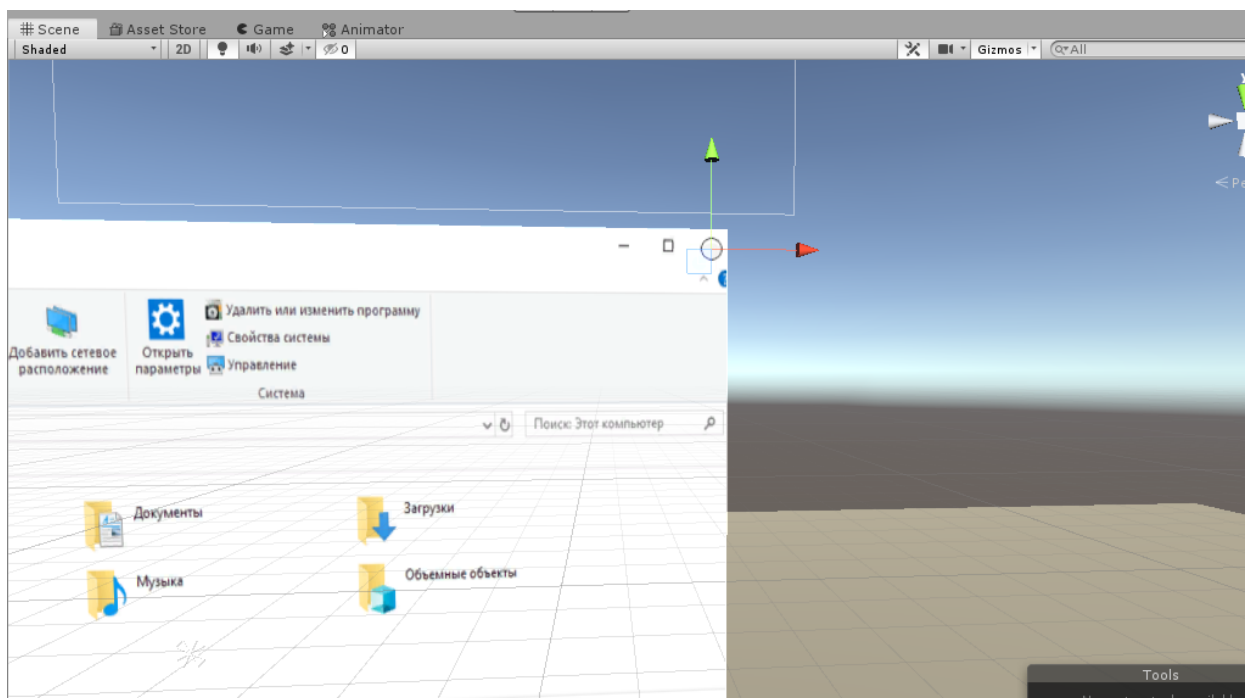 Scene
Asset Store
Game
Animator
Shaded
2D
0
Gizmos
All
Добавить сетевое
расположение
Открыть
параметры
Удалить или изменить программу
Свойства системы
Управление
Система
Поиск: Этот компьютер
Документы
Загрузки
Музыка
Объемные объекты
Tools